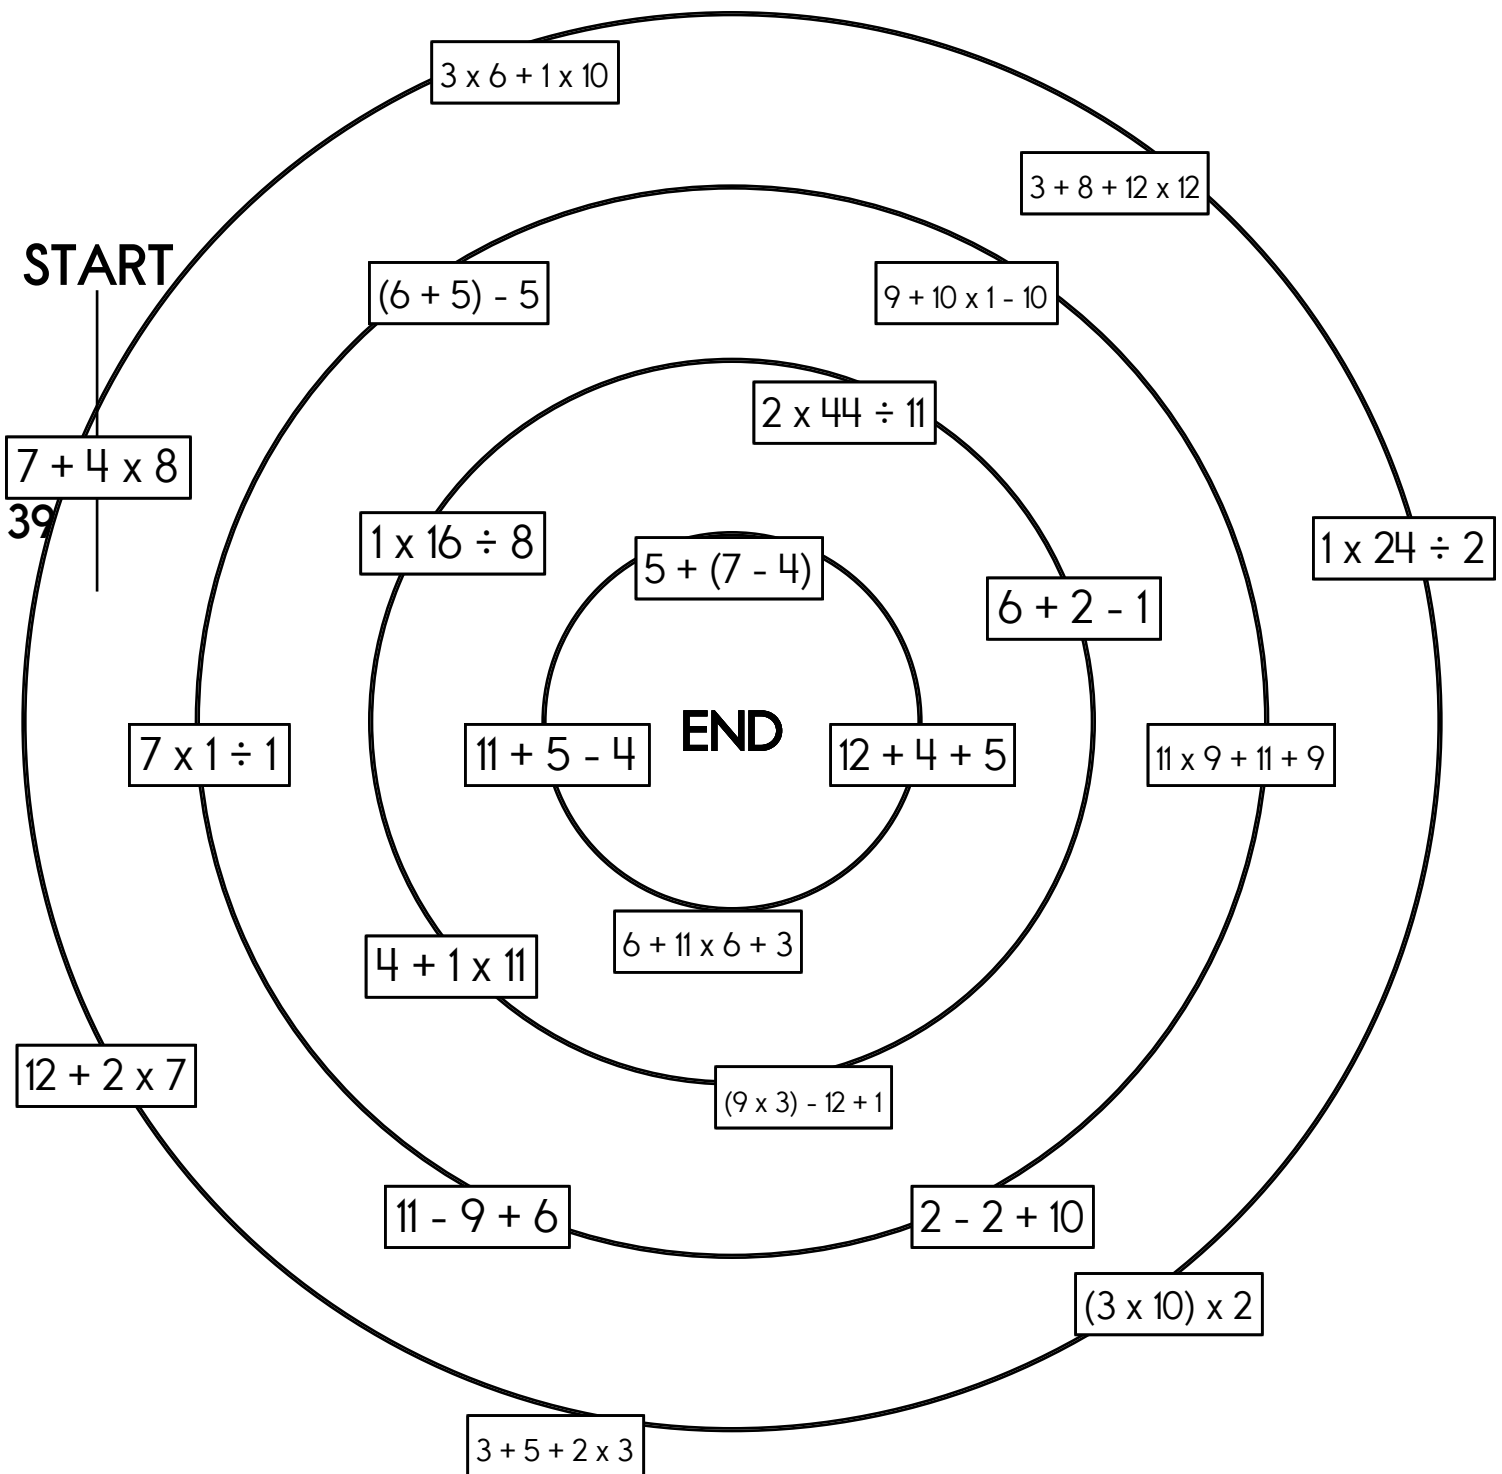 3 x 6 + 1 x 10
3 + 8 + 12 x 12
START
(6 + 5) - 5
9 + 10 x 1 - 10
2 x 44 ÷ 11
7 + 4 x 8
39
1 x 16 ÷ 8
1 x 24 ÷ 2
5 + (7 - 4)
6 + 2 - 1
END
7 x 1 ÷ 1
11 + 5 - 4
12 + 4 + 5
11 x 9 + 11 + 9
6 + 11 x 6 + 3
4 + 1 x 11
12 + 2 x 7
(9 x 3) - 12 + 1
11 - 9 + 6
2 - 2 + 10
(3 x 10) x 2
3 + 5 + 2 x 3